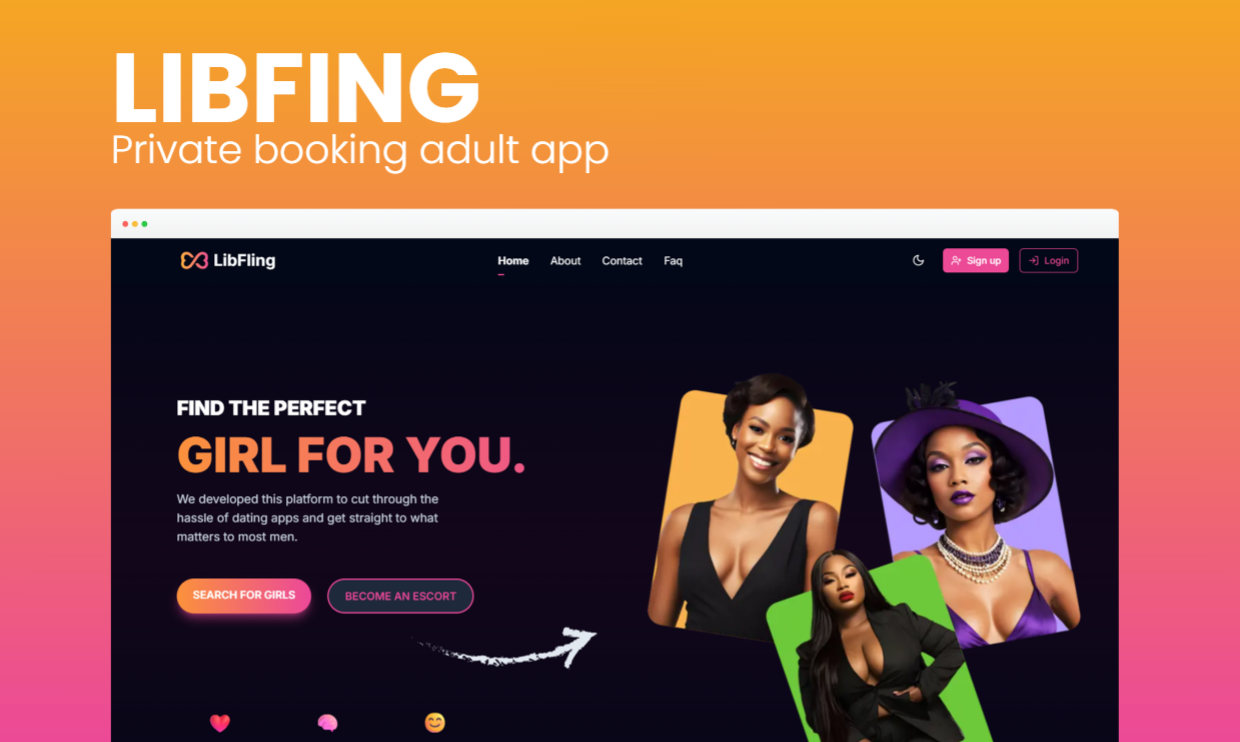 LIBFING
Private booking adult app
LibFling
Home About Contact Faq
Sign up Login
FIND THE PERFECT
GIRL FOR YOU.
We developed this platform to cut through the
hassle of dating apps and get straight to what
matters to most men.
SEARCH FOR GIRLS BECOME AN ESCORT